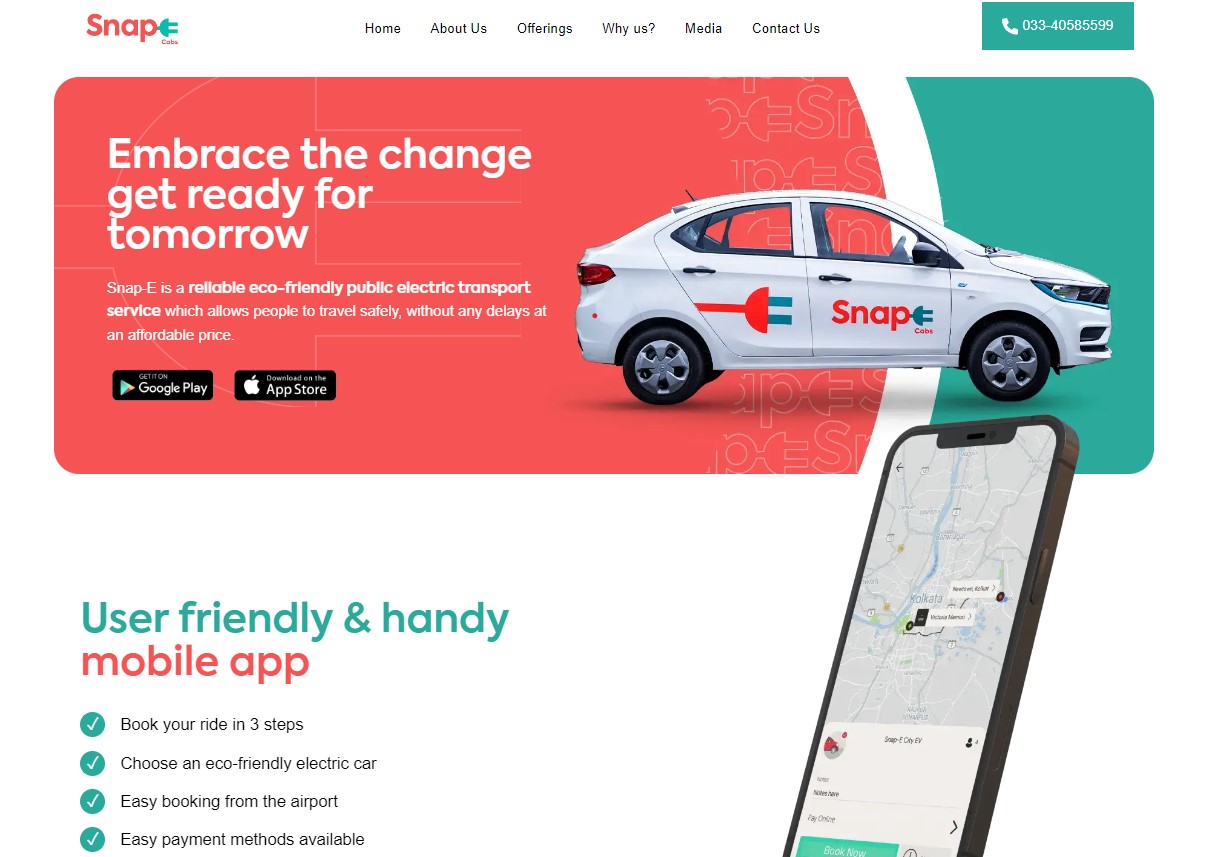 SnapE
Cabs
Home
About Us
Offerings
Why us?
Media
Contact Us
033-40585599
Embrace the change
get ready for
tomorrow
Snap-E is a reliable eco-friendly public electric transport
service which allows people to travel safely, without any delays at
an affordable price.
GET IT ON
Google Play
Download on the
App Store
SnapE
Cabs
User friendly & handy
mobile app
Book your ride in 3 steps
Choose an eco-friendly electric car
Easy booking from the airport
Easy payment methods available
Kolkata
Victoria Memori
Snap-E City EV
4
Notes
Notes here
Pay Online
Book Now